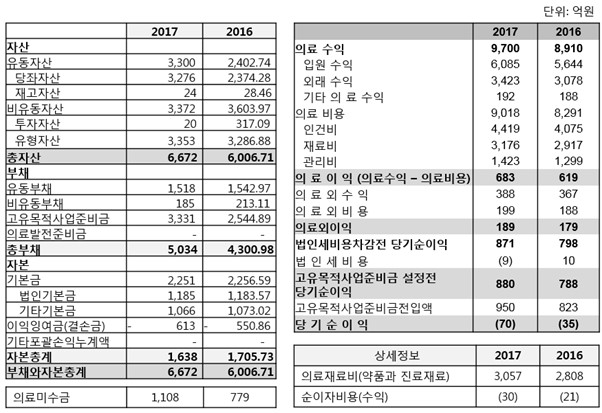 단위: 억원
2017 2016
자산
유동자산 3,300 2,402.74
당좌자산 3,276 2,374.28
재고자산 24 28.46
비유동자산 3,372 3,603.97
투자자산 20 317.09
유형자산 3,353 3,286.88
총자산 6,672 6,006.71
부채
유동부채 1,518 1,542.97
비유동부채 185 213.11
고유목적사업준비금 3,331 2,544.89
의료발전준비금 - -
총부채 5,034 4,300.98
자본
기본금 2,251 2,256.59
법인기본금 1,185 1,183.57
기타기본금 1,066 1,073.02
이익잉여금(결손금) - 613 - 550.86
기타포괄손익누계액 - -
자본총계 1,638 1,705.73
부채와자본총계 6,672 6,006.71
의료미수금 1,108 779
2017 2016
의료 수익 9,700 8,910
입원 수익 6,085 5,644
외래 수익 3,423 3,078
기타 의 료 수익 192 188
의료 비용 9,018 8,291
인건비 4,419 4,075
재료비 3,176 2,917
관리비 1,423 1,299
의 료 이 익 (의료수익 – 의료비용) 683 619
의 료 외 수 익 388 367
의 료 외 비 용 199 188
의료외이익 189 179
법인세비용차감전 당기순이익 871 798
법 인 세 비 용 (9) 10
고유목적사업준비금 설정전
당기순이익 880 788
고유목적사업준비금전입액 950 823
당 기 순 이 익 (70) (35)
상세정보 2017 2016
의료재료비(약품과 진료재료) 3,057 2,808
순이자비용(수익) (30) (21)